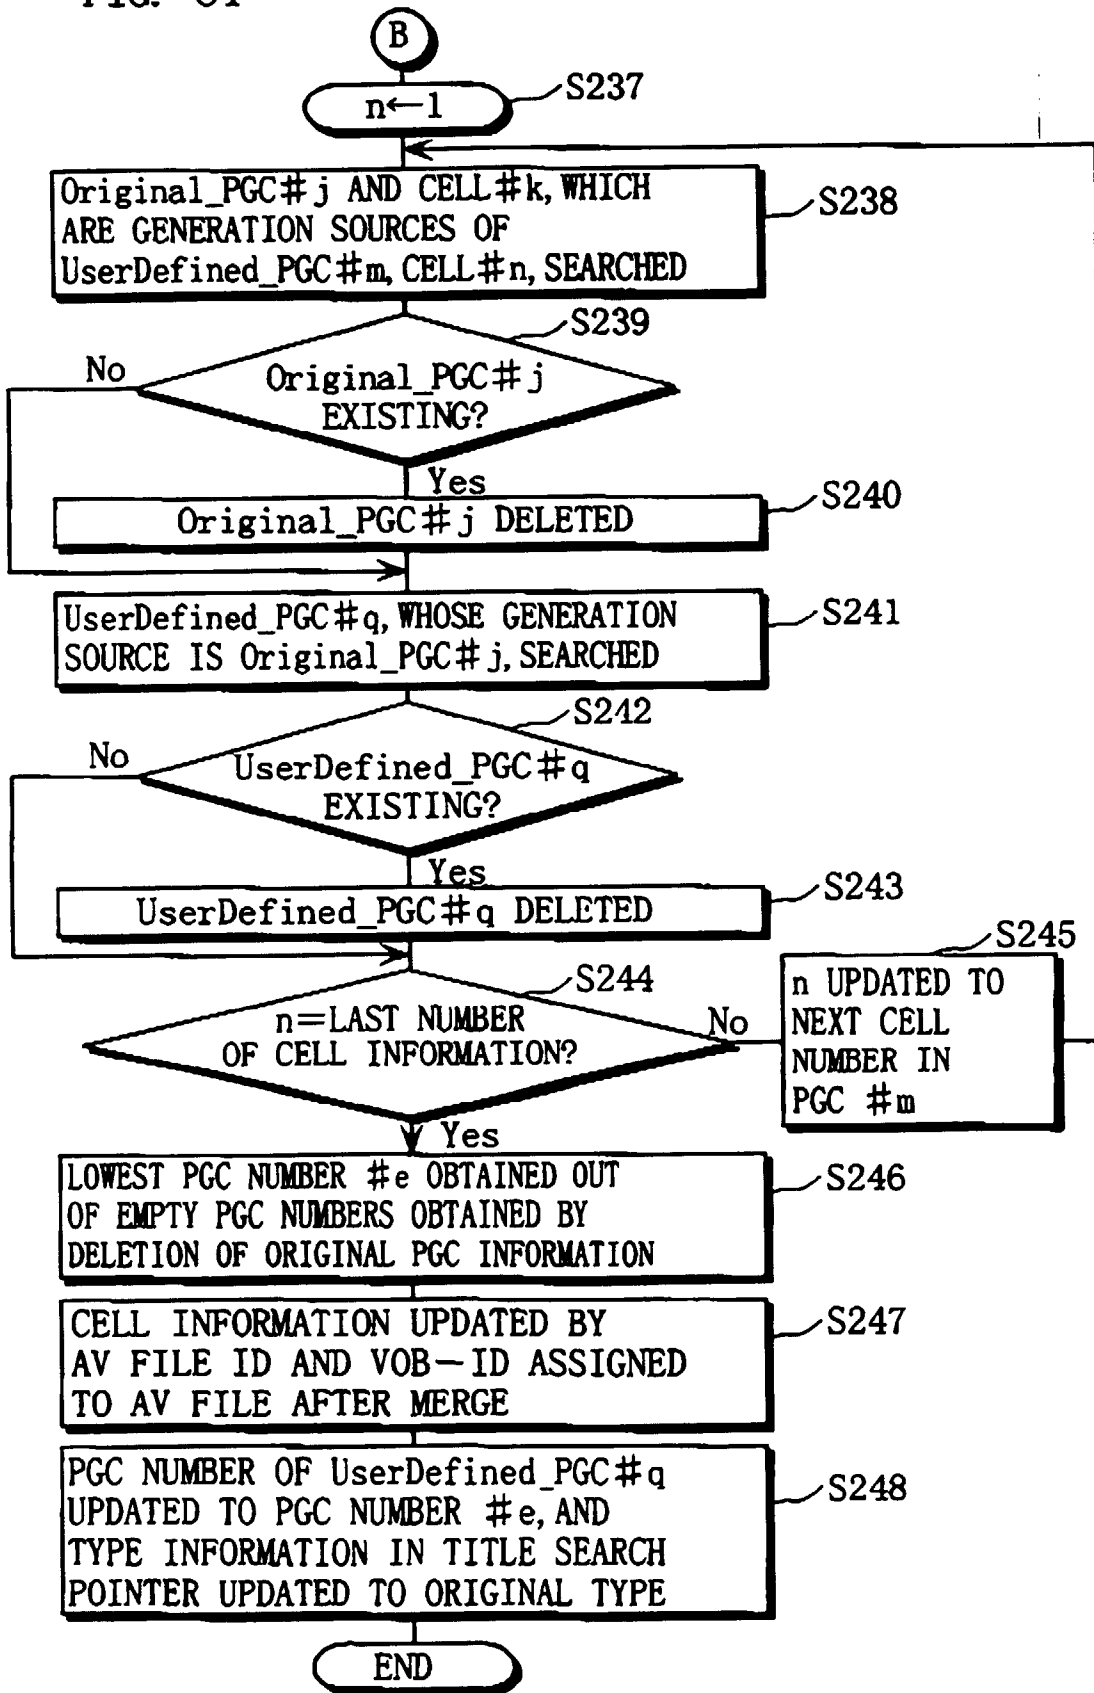 B
n←1
S237
Original_PGC#j AND CELL#k, WHICH
ARE GENERATION SOURCES OF
UserDefined_PGC#m, CELL#n, SEARCHED
S238
S239
No
Original_PGC#j
EXISTING?
Yes
Original_PGC#j DELETED
S240
UserDefined_PGC#q, WHOSE GENERATION
SOURCE IS Original_PGC#j, SEARCHED
S241
S242
No
UserDefined_PGC#q
EXISTING?
Yes
UserDefined_PGC#q DELETED
S243
S244
n=LAST NUMBER
OF CELL INFORMATION?
No
S245
n UPDATED TO
NEXT CELL
NUMBER IN
PGC #m
Yes
LOWEST PGC NUMBER #e OBTAINED OUT
OF EMPTY PGC NUMBERS OBTAINED BY
DELETION OF ORIGINAL PGC INFORMATION
S246
CELL INFORMATION UPDATED BY
AV FILE ID AND VOB-ID ASSIGNED
TO AV FILE AFTER MERGE
S247
PGC NUMBER OF UserDefined_PGC#q
UPDATED TO PGC NUMBER #e, AND
TYPE INFORMATION IN TITLE SEARCH
POINTER UPDATED TO ORIGINAL TYPE
S248
END